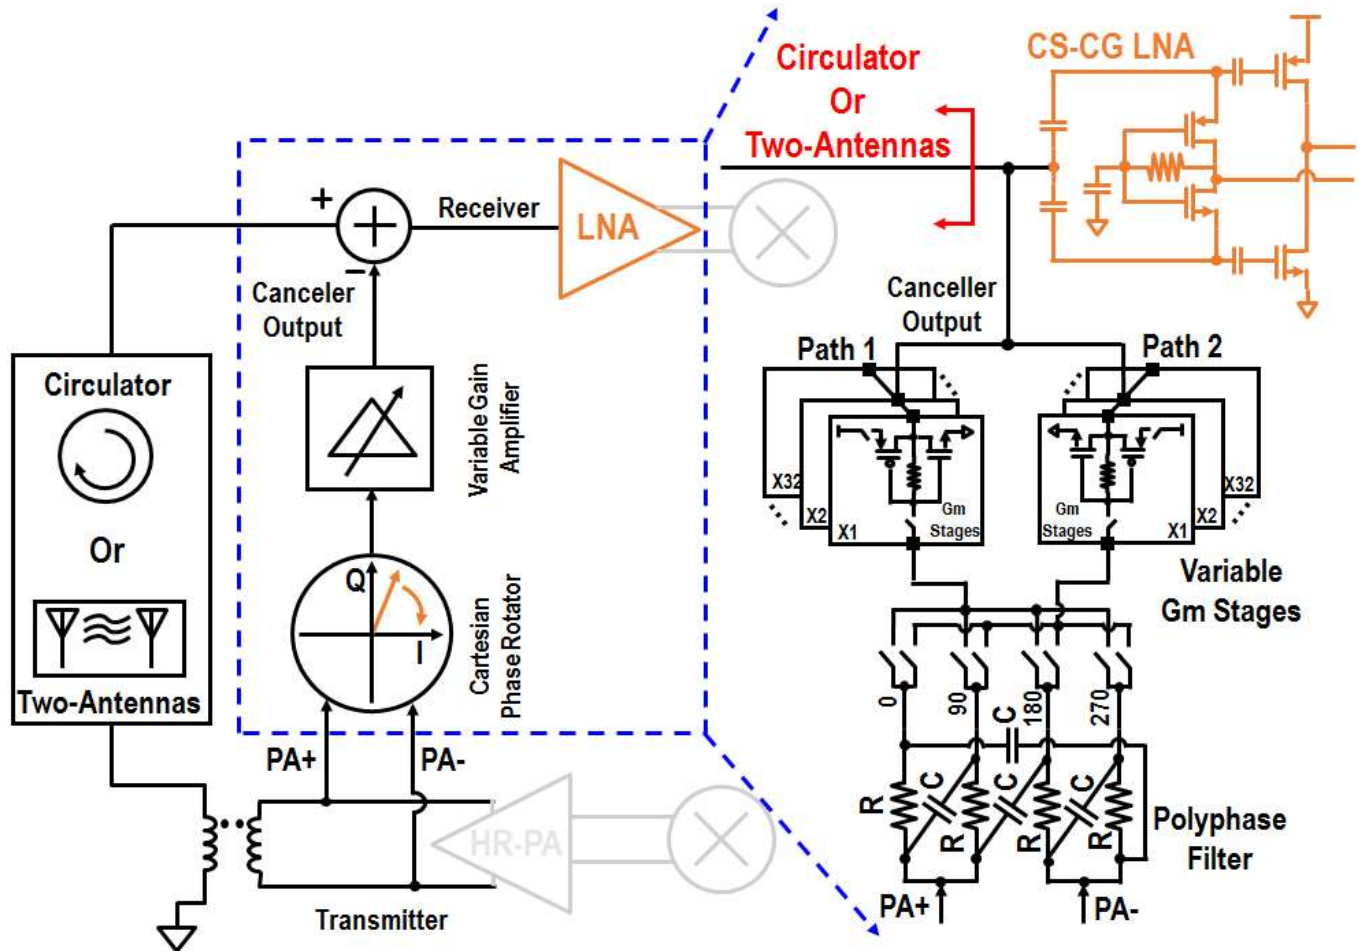 CS-CG LNA
Circulator
Or
Two-Antennas
+
Receiver
LNA
−
Canceler
Output
Canceller
Output
Path 1
Path 2
Circulator
Variable Gain
Amplifier
X32
X2
X1
Gm
Stages
Gm
Stages
X1
X2
X32
Or
Q
I
Cartesian
Phase Rotator
Variable
Gm Stages
Two-Antennas
0
90
180
270
C
PA+
PA-
R
C
R
C
R
C
R
Polyphase
Filter
HR-PA
PA+
PA-
Transmitter